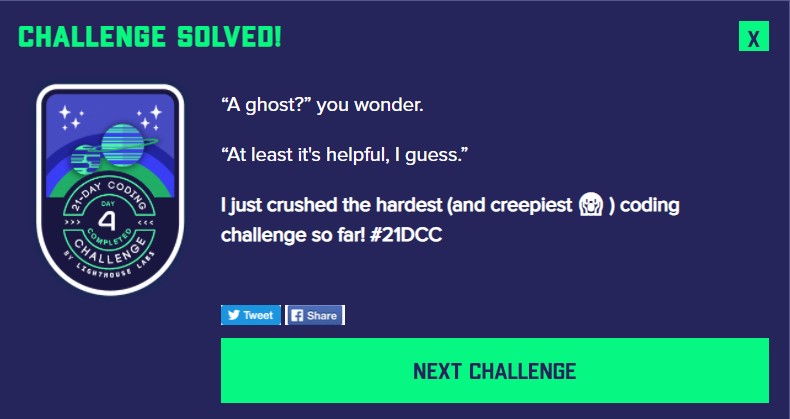 CHALLENGE SOLVED!
X
“A ghost?” you wonder.
“At least it's helpful, I guess.”
I just crushed the hardest (and creepiest 😱 ) coding
challenge so far! #21DCC
21-DAY CODING
DAY
4
>>> <<<
COMPLETED
CHALLENGE
BY LIGHTHOUSE LABS
Tweet
Share
NEXT CHALLENGE